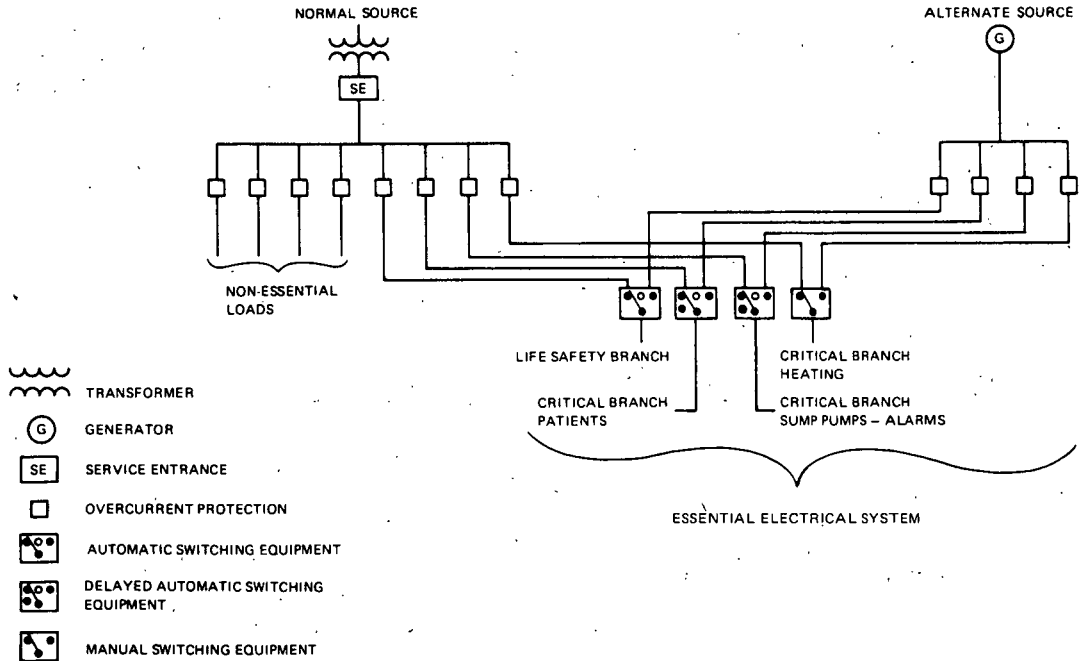 NORMAL SOURCE
ALTERNATE SOURCE
G
SE
NON-ESSENTIAL
LOADS
LIFE SAFETY BRANCH
CRITICAL BRANCH
HEATING
CRITICAL BRANCH
PATIENTS
CRITICAL BRANCH
SUMP PUMPS – ALARMS
ESSENTIAL ELECTRICAL SYSTEM
TRANSFORMER
G GENERATOR
SE SERVICE ENTRANCE
OVERCURRENT PROTECTION
AUTOMATIC SWITCHING EQUIPMENT
DELAYED AUTOMATIC SWITCHING
EQUIPMENT
MANUAL SWITCHING EQUIPMENT